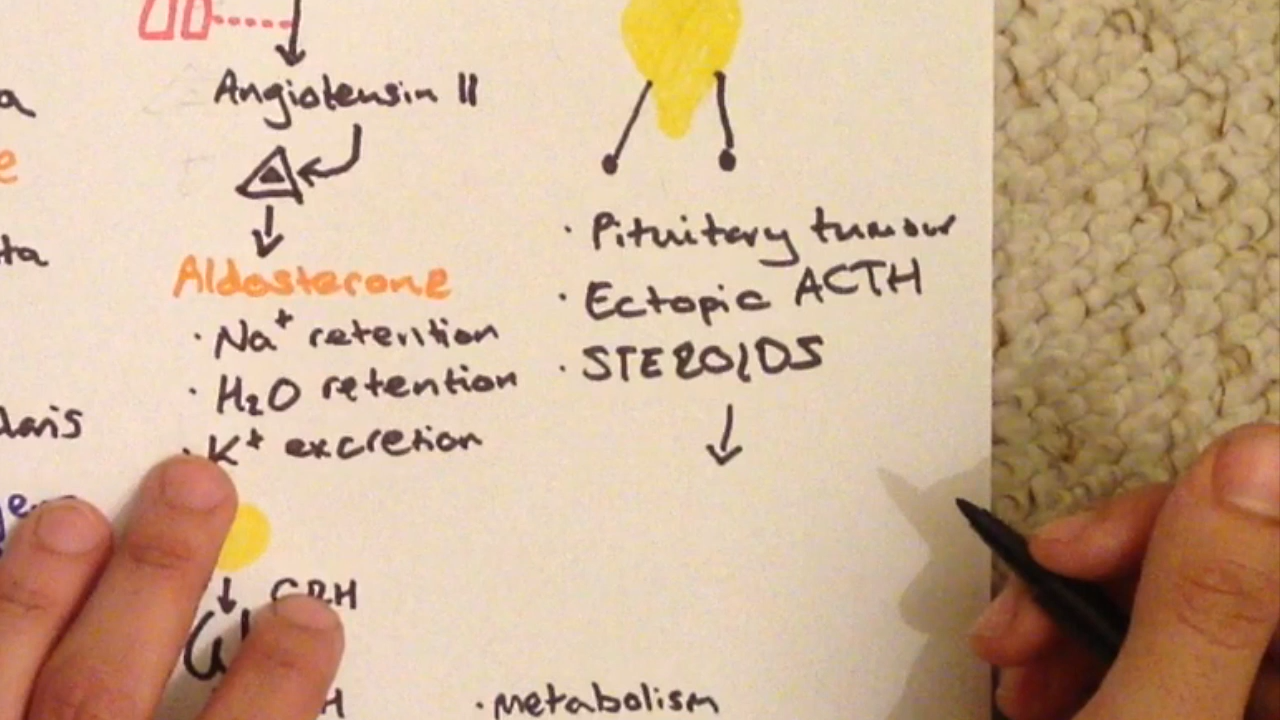 Angiotensin II
Aldosterone
· Na+ retention
· H2O retention
· K+ excretion
CRH
· metabolism
· Pituitary tumour
· Ectopic ACTH
· STEROIDS